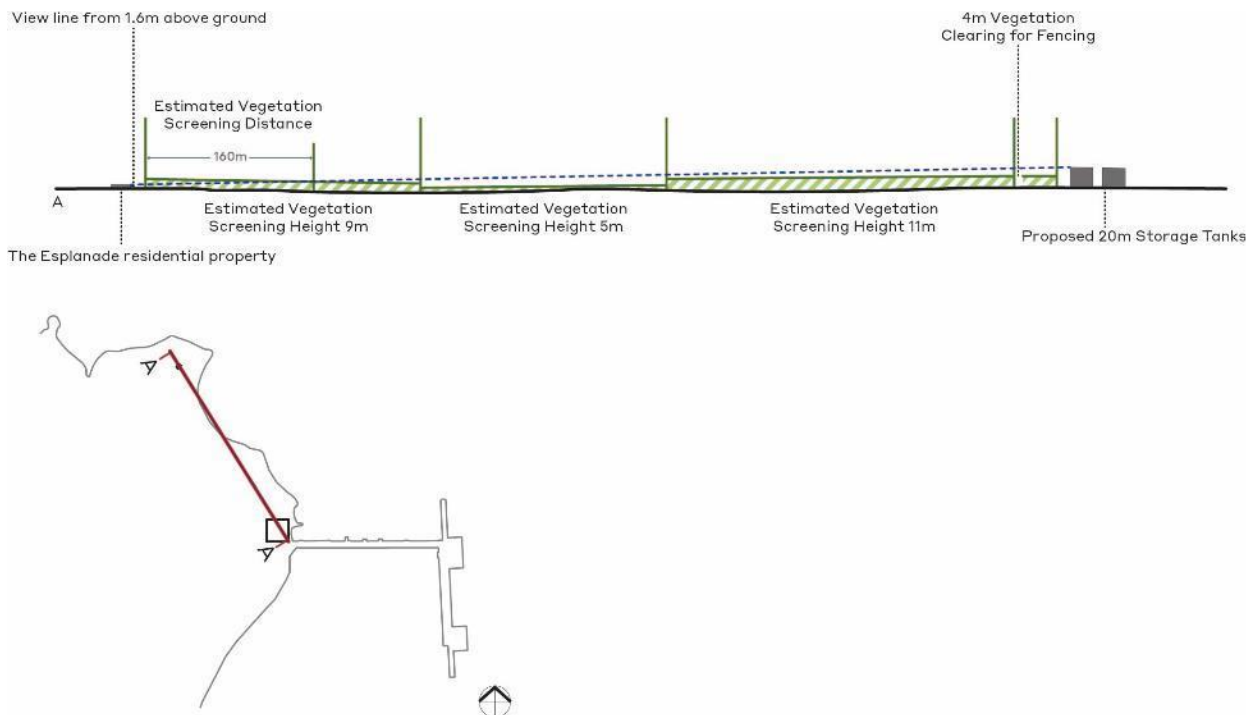 View line from 1.6m above ground
4m Vegetation
Clearing for Fencing
Estimated Vegetation
Screening Distance
160m
A
Estimated Vegetation
Screening Height 9m
Estimated Vegetation
Screening Height 5m
Estimated Vegetation
Screening Height 11m
Proposed 20m Storage Tanks
The Esplanade residential property
A
A